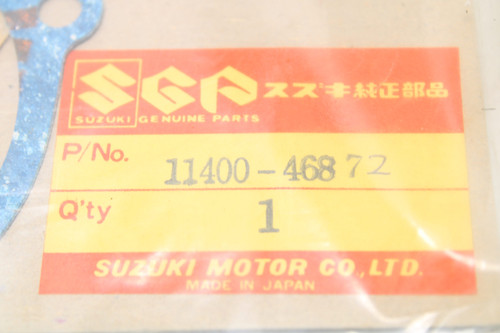 SGP スズキ純正部品
SUZUKI GENUINE PARTS
P/No. 11400-46872
Q'ty 1
SUZUKI MOTOR CO., LTD.
MADE IN JAPAN